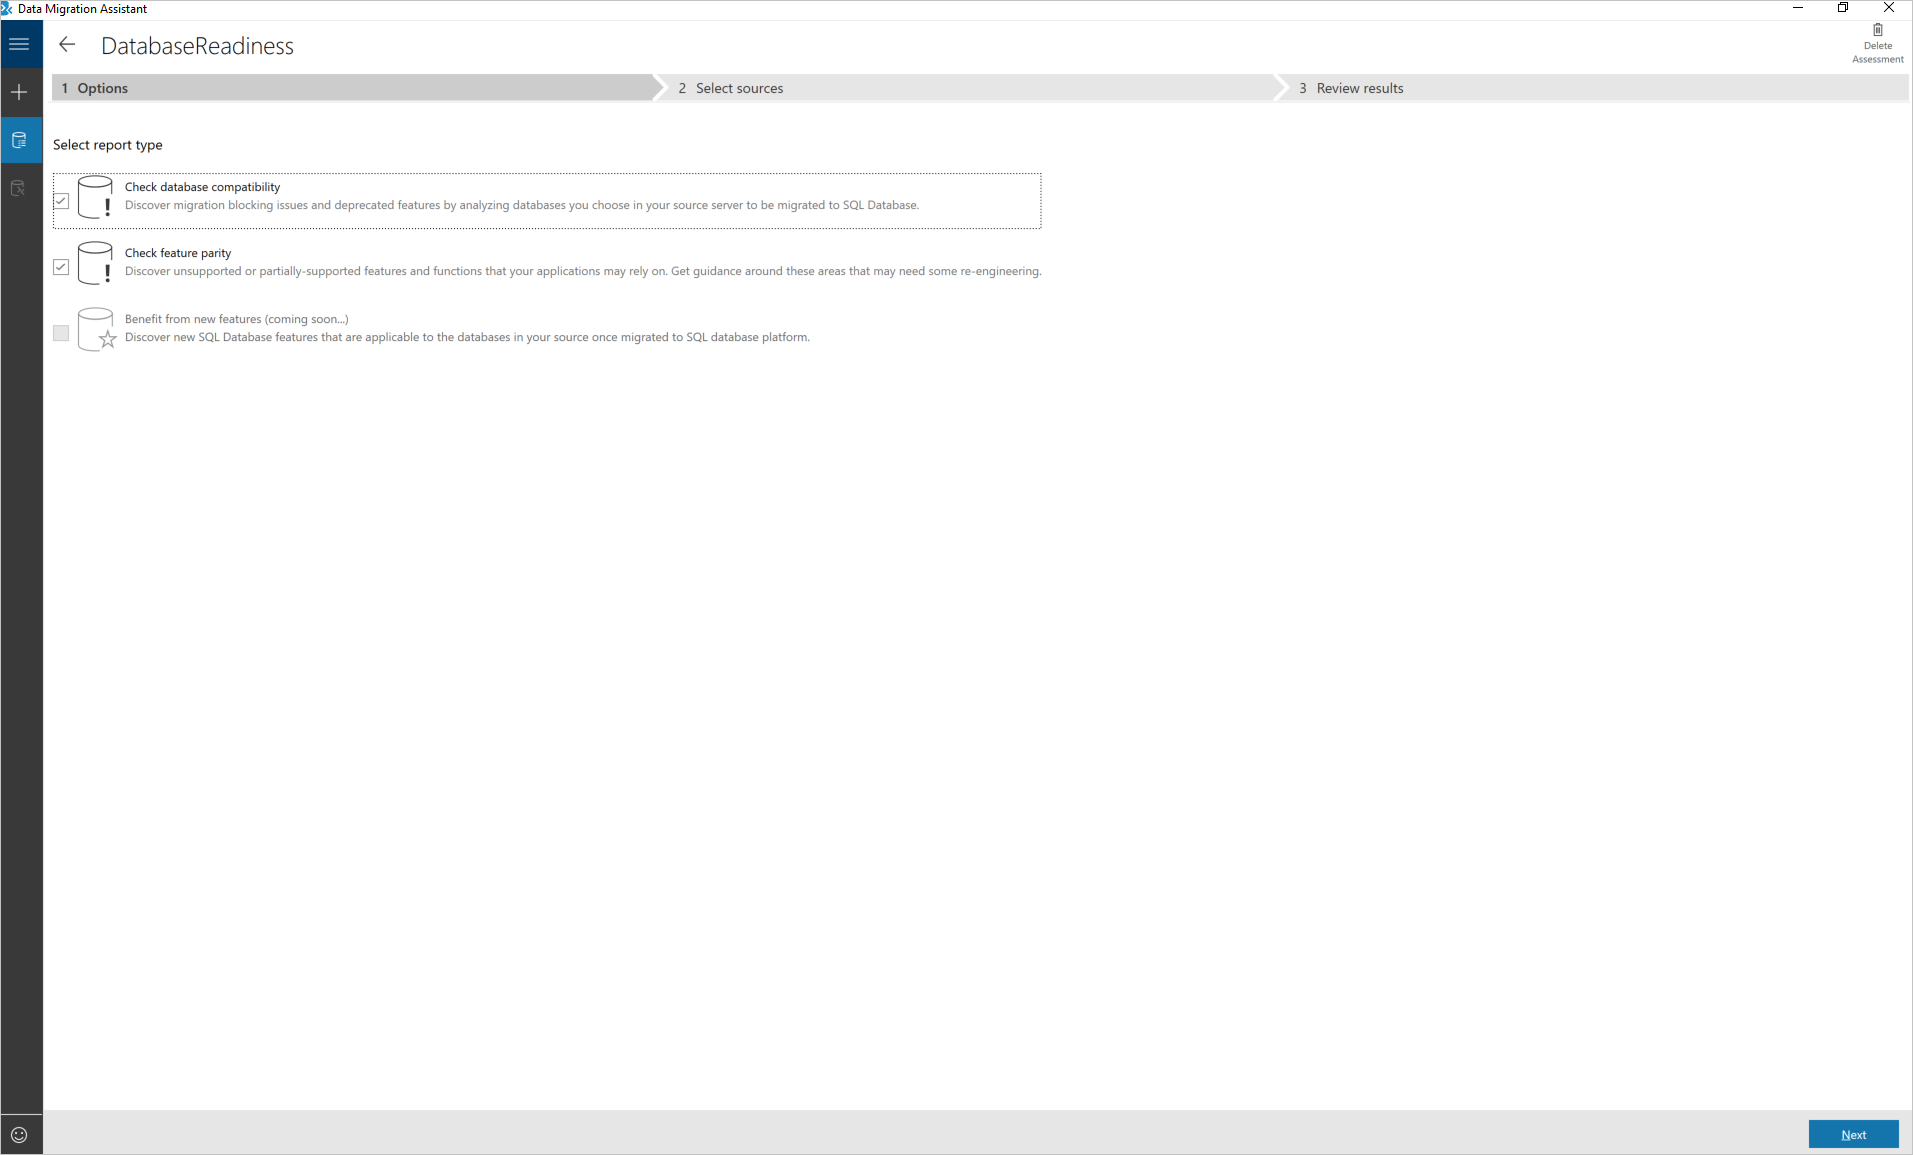 Data Migration Assistant
DatabaseReadiness
Delete
Assessment
1 Options
2 Select sources
3 Review results
Select report type
Check database compatibility
Discover migration blocking issues and deprecated features by analyzing databases you choose in your source server to be migrated to SQL Database.
Check feature parity
Discover unsupported or partially-supported features and functions that your applications may rely on. Get guidance around these areas that may need some re-engineering.
Benefit from new features (coming soon...)
Discover new SQL Database features that are applicable to the databases in your source once migrated to SQL database platform.
Next